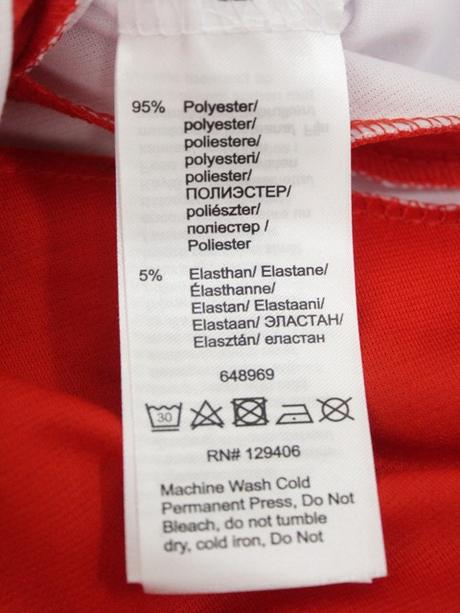 95% Polyester/
polyester/
poliestere/
polyesteri/
poliester/
ПОЛИЭСТЕР/
poliészter/
поліестер /
Poliester
5% Elasthan/ Elastane/
Élasthanne/
Elastan/ Elastaani/
Elastaan/ ЭЛАСТАН/
Elasztán/ еластан
648969
30
RN# 129406
Machine Wash Cold
Permanent Press, Do Not
Bleach, do not tumble
dry, cold iron, Do Not